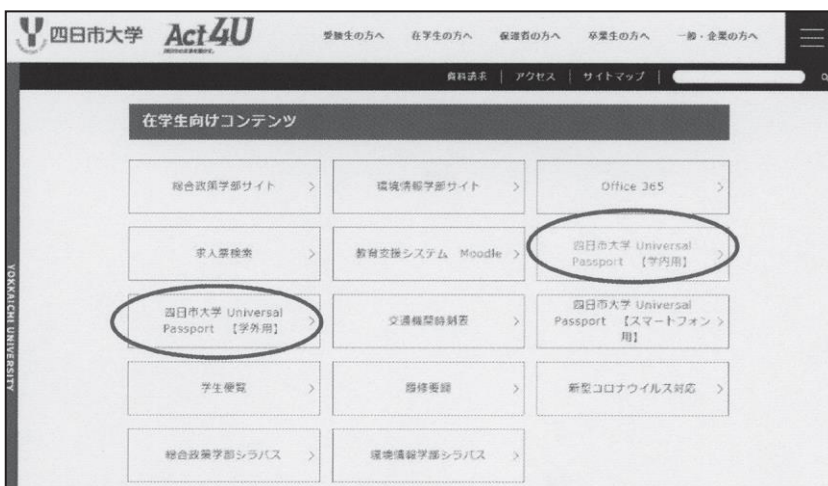 四日市大学 Act4U 受験生の方へ 在学生の方へ 保護者の方へ 卒業生の方へ 一般・企業の方へ
資料請求 | アクセス | サイトマップ |
在学生向けコンテンツ
総合政策学部サイト
環境情報学部サイト
Office 365
求人票検索
教育支援システム Moodle
四日市大学 Universal
Passport 【学内用】
四日市大学 Universal
Passport 【学外用】
交通機関時刻表
四日市大学 Universal
Passport 【スマートフォン
用】
学生便覧
履修要綱
新型コロナウイルス対応
総合政策学部シラバス
環境情報学部シラバス
YOKKAICHI UNIVERSITY